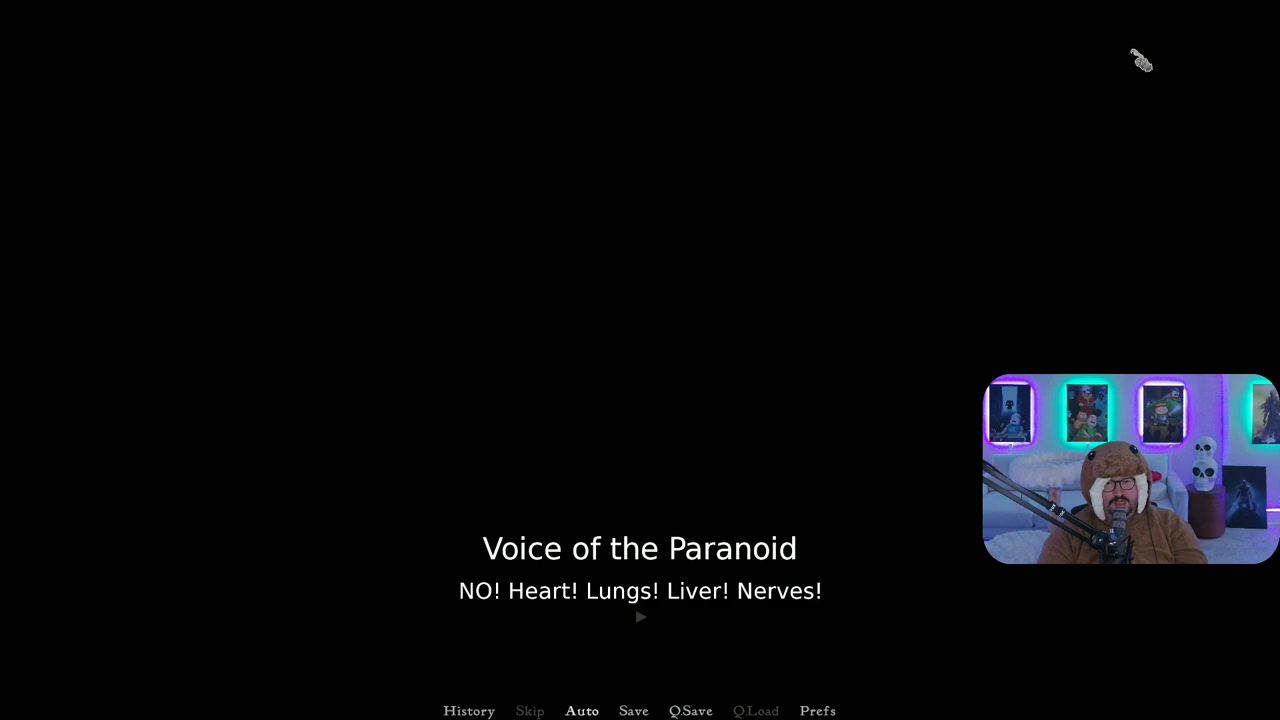 Voice of the Paranoid
NO! Heart! Lungs! Liver! Nerves!
History Skip Auto Save Q.Save Q.Load Prefs